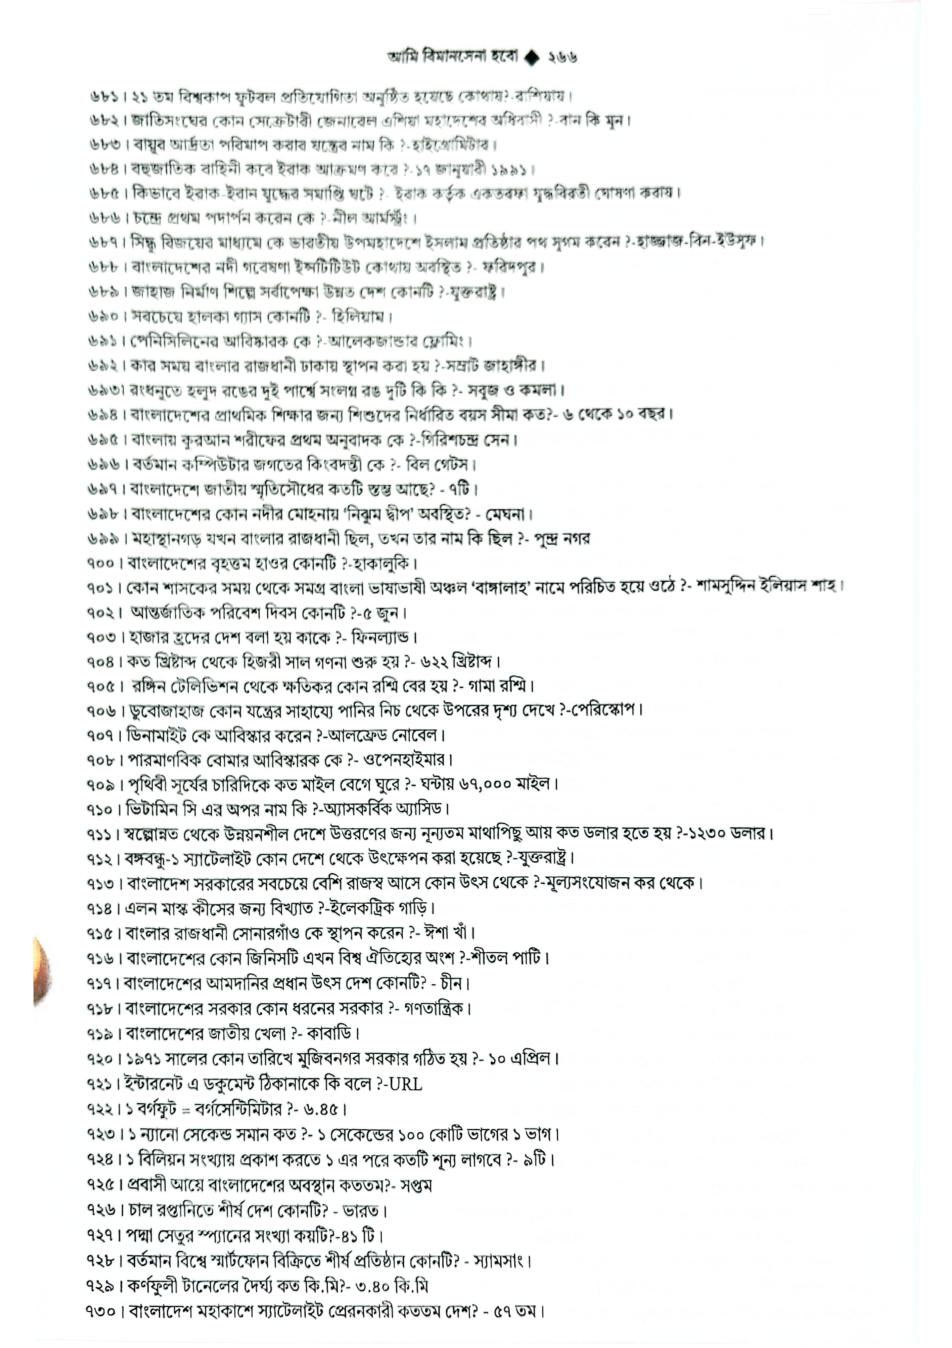 আমি বিমানসেনা হবো ◆ ২৬৬
৬৮১। ২১ তম বিশ্বকাপ ফুটবল প্রতিযোগিতা অনুষ্ঠিত হয়েছে কোথায়?-রাশিয়ায়।
৬৮২। জাতিসংঘের কোন সেক্রেটারী জেনারেল এশিয়া মহাদেশের অধিবাসী ?-বান কি মুন।
৬৮৩। বায়ুর আর্দ্রতা পরিমাপ করার যন্ত্রের নাম কি ?-হাইগ্রোমিটার।
৬৮৪। বহুজাতিক বাহিনী কবে ইরাক আক্রমণ করে ?-১৭ জানুয়ারী ১৯৯১।
৬৮৫। কিভাবে ইরাক-ইরান যুদ্ধের সমাপ্তি ঘটে ?- ইরাক কর্তৃক একতরফা যুদ্ধবিরতী ঘোষণা করায়।
৬৮৬। চন্দ্রে প্রথম পদার্পন করেন কে ?-নীল আর্মস্ট্রং।
৬৮৭। সিন্ধু বিজয়ের মাধ্যমে কে ভারতীয় উপমহাদেশে ইসলাম প্রতিষ্ঠার পথ সুগম করেন ?-হাজ্জাজ-বিন-ইউসুফ।
৬৮৮। বাংলাদেশের নদী গবেষণা ইন্সটিটিউট কোথায় অবস্থিত ?- ফরিদপুর।
৬৮৯। জাহাজ নির্মাণ শিল্পে সর্বাপেক্ষা উন্নত দেশ কোনটি ?-যুক্তরাষ্ট্র।
৬৯০। সবচেয়ে হালকা গ্যাস কোনটি ?- হিলিয়াম।
৬৯১। পেনিসিলিনের আবিষ্কারক কে ?-আলেকজান্ডার ফ্লেমিং।
৬৯২। কার সময় বাংলার রাজধানী ঢাকায় স্থাপন করা হয় ?-সম্রাট জাহাঙ্গীর।
৬৯৩। রংধনুতে হলুদ রঙের দুই পার্শ্বে সংলগ্ন রঙ দুটি কি কি ?- সবুজ ও কমলা।
৬৯৪। বাংলাদেশের প্রাথমিক শিক্ষার জন্য শিশুদের নির্ধারিত বয়স সীমা কত?- ৬ থেকে ১০ বছর।
৬৯৫। বাংলায় কুরআন শরীফের প্রথম অনুবাদক কে ?-গিরিশচন্দ্র সেন।
৬৯৬। বর্তমান কম্পিউটার জগতের কিংবদন্তী কে ?- বিল গেটস।
৬৯৭। বাংলাদেশে জাতীয় স্মৃতিসৌধের কতটি স্তম্ভ আছে? - ৭টি।
৬৯৮। বাংলাদেশের কোন নদীর মোহনায় ‘নিঝুম দ্বীপ’ অবস্থিত? - মেঘনা।
৬৯৯। মহাস্থানগড় যখন বাংলার রাজধানী ছিল, তখন তার নাম কি ছিল ?- পুন্দ্র নগর
৭০০। বাংলাদেশের বৃহত্তম হাওর কোনটি ?-হাকালুকি।
৭০১। কোন শাসকের সময় থেকে সমগ্র বাংলা ভাষাভাষী অঞ্চল ‘বাঙ্গালাহ’ নামে পরিচিত হয়ে ওঠে ?- শামসুদ্দিন ইলিয়াস শাহ।
৭০২। আন্তর্জাতিক পরিবেশ দিবস কোনটি ?-৫ জুন।
৭০৩। হাজার হ্রদের দেশ বলা হয় কাকে ?- ফিনল্যান্ড।
৭০৪। কত খ্রিষ্টাব্দ থেকে হিজরী সাল গণনা শুরু হয় ?- ৬২২ খ্রিষ্টাব্দ।
৭০৫। রঙ্গিন টেলিভিশন থেকে ক্ষতিকর কোন রশ্মি বের হয় ?- গামা রশ্মি।
৭০৬। ডুবোজাহাজ কোন যন্ত্রের সাহায্যে পানির নিচ থেকে উপরের দৃশ্য দেখে ?-পেরিস্কোপ।
৭০৭। ডিনামাইট কে আবিস্কার করেন ?-আলফ্রেড নোবেল।
৭০৮। পারমাণবিক বোমার আবিস্কারক কে ?- ওপেনহাইমার।
৭০৯। পৃথিবী সূর্যের চারিদিকে কত মাইল বেগে ঘুরে ?- ঘন্টায় ৬৭,০০০ মাইল।
৭১০। ভিটামিন সি এর অপর নাম কি ?-অ্যাসকর্বিক অ্যাসিড।
৭১১। স্বল্পোন্নত থেকে উন্নয়নশীল দেশে উত্তরণের জন্য নূন্যতম মাথাপিছু আয় কত ডলার হতে হয় ?-১২৩০ ডলার।
৭১২। বঙ্গবন্ধু-১ স্যাটেলাইট কোন দেশে থেকে উৎক্ষেপন করা হয়েছে ?-যুক্তরাষ্ট্র।
৭১৩। বাংলাদেশ সরকারের সবচেয়ে বেশি রাজস্ব আসে কোন উৎস থেকে ?-মূল্যসংযোজন কর থেকে।
৭১৪। এলন মাস্ক কীসের জন্য বিখ্যাত ?-ইলেকট্রিক গাড়ি।
৭১৫। বাংলার রাজধানী সোনারগাঁও কে স্থাপন করেন ?- ঈশা খাঁ।
৭১৬। বাংলাদেশের কোন জিনিসটি এখন বিশ্ব ঐতিহ্যের অংশ ?-শীতল পাটি।
৭১৭। বাংলাদেশের আমদানির প্রধান উৎস দেশ কোনটি? - চীন।
৭১৮। বাংলাদেশের সরকার কোন ধরনের সরকার ?- গণতান্ত্রিক।
৭১৯। বাংলাদেশের জাতীয় খেলা ?- কাবাডি।
৭২০। ১৯৭১ সালের কোন তারিখে মুজিবনগর সরকার গঠিত হয় ?- ১০ এপ্রিল।
৭২১। ইন্টারনেট এ ডকুমেন্ট ঠিকানাকে কি বলে ?-URL
৭২২। ১ বর্গফুট = বর্গসেন্টিমিটার ?- ৬.৪৫।
৭২৩। ১ ন্যানো সেকেন্ড সমান কত ?- ১ সেকেন্ডের ১০০ কোটি ভাগের ১ ভাগ।
৭২৪। ১ বিলিয়ন সংখ্যায় প্রকাশ করতে ১ এর পরে কতটি শূন্য লাগবে ?- ৯টি।
৭২৫। প্রবাসী আয়ে বাংলাদেশের অবস্থান কততম?- সপ্তম
৭২৬। চাল রপ্তানিতে শীর্ষ দেশ কোনটি? - ভারত।
৭২৭। পদ্মা সেতুর স্প্যানের সংখ্যা কয়টি?-৪১ টি।
৭২৮। বর্তমান বিশ্বে স্মার্টফোন বিক্রিতে শীর্ষ প্রতিষ্ঠান কোনটি? - স্যামসাং।
৭২৯। কর্ণফুলী টানেলের দৈর্ঘ্য কত কি.মি?- ৩.৪০ কি.মি
৭৩০। বাংলাদেশ মহাকাশে স্যাটেলাইট প্রেরনকারী কততম দেশ? - ৫৭ তম।